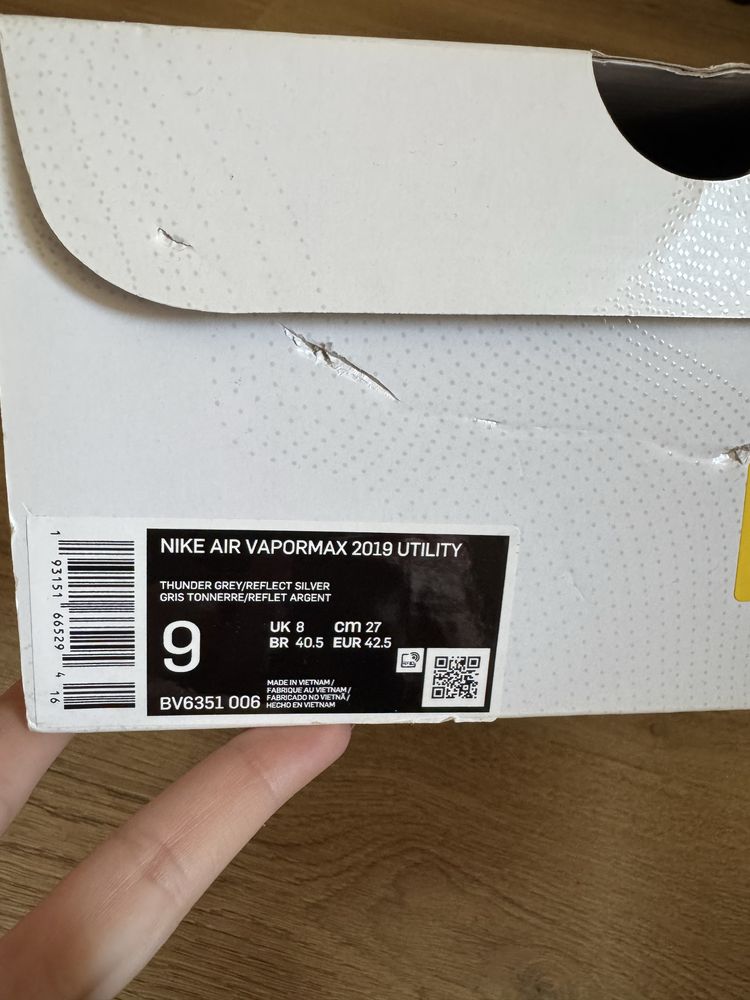 NIKE AIR VAPORMAX 2019 UTILITY
THUNDER GREY/REFLECT SILVER
GRIS TONNERRE/REFLET ARGENT
9
UK 8 cm 27
BR 40.5 EUR 42.5
MADE IN VIETNAM /
FABRIQUE AU VIETNAM /
FABRICADO NO VIETNÃ /
HECHO EN VIETNAM
BV6351 006
1 93151 66529 4 16